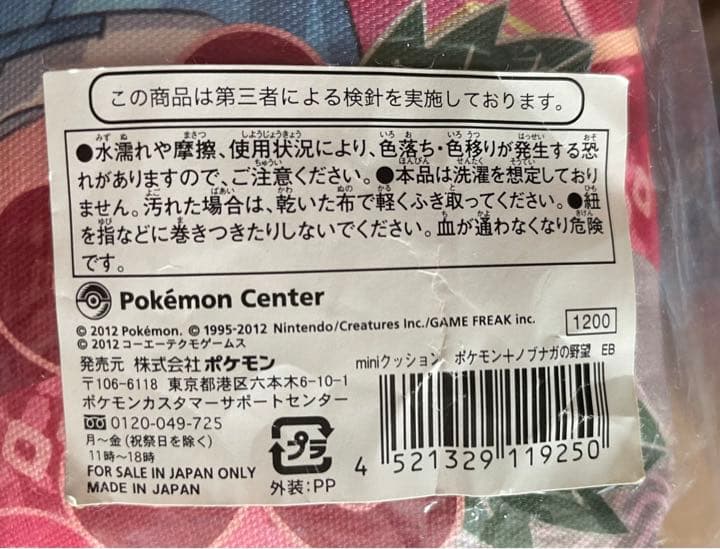 この商品は第三者による検針を実施しております。
●水濡れや摩擦、使用状況により、色落ち・色移りが発生する恐
れがありますので、ご注意ください。●本品は洗濯を想定しており
ません。汚れた場合は、乾いた布で軽くふき取ってください。●紐
を指などに巻きつきたりしないでください。血が通わなくなり危険
です。
Pokémon Center
© 2012 Pokémon. © 1995-2012 Nintendo/Creatures Inc./GAME FREAK inc.
© 2012 コーエーテクモゲームス
1200
発売元 株式会社ポケモン
〒106-6118 東京都港区六本木6-10-1
ポケモンカスタマーサポートセンター
0120-049-725
月〜金(祝祭日を除く)
11時〜18時
FOR SALE IN JAPAN ONLY
MADE IN JAPAN
プラ
外装:PP
miniクッション ポケモン+ノブナガの野望 EB
4 521329 119250